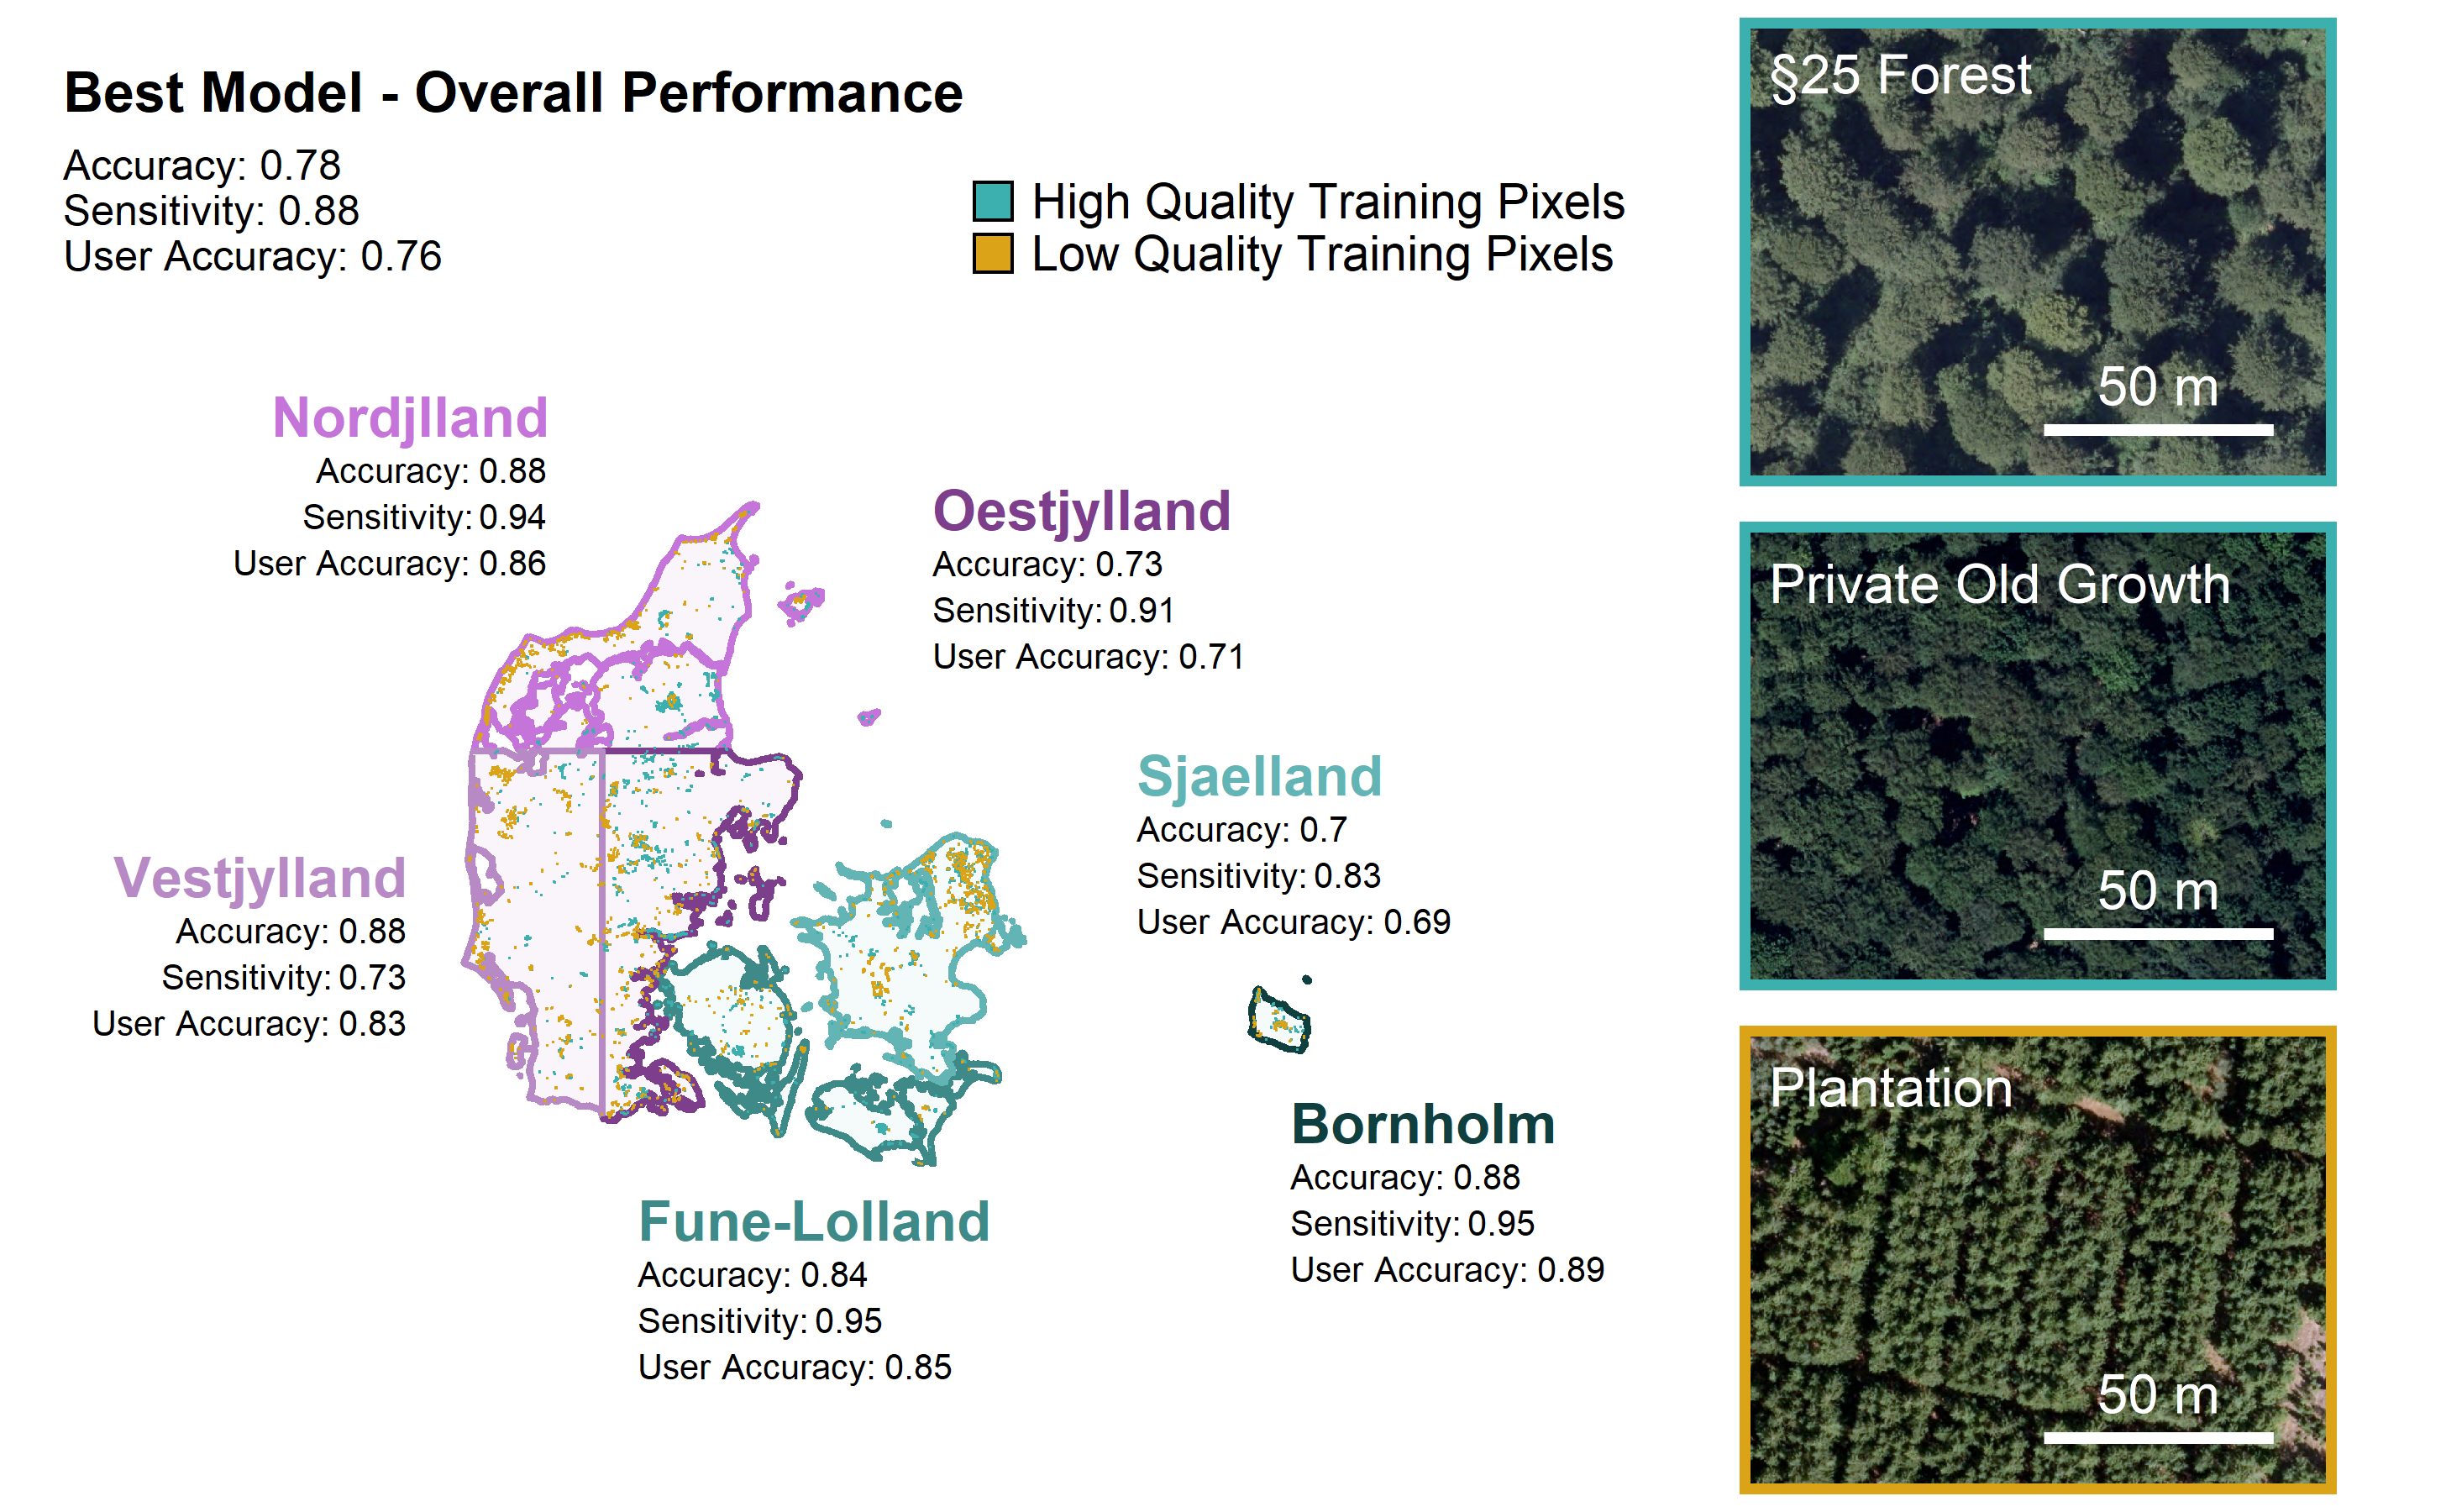 Best Model - Overall Performance
Accuracy: 0.78
Sensitivity: 0.88
User Accuracy: 0.76
High Quality Training Pixels
Low Quality Training Pixels
Nordjlland
Accuracy: 0.88
Sensitivity: 0.94
User Accuracy: 0.86
Oestjylland
Accuracy: 0.73
Sensitivity: 0.91
User Accuracy: 0.71
Sjaelland
Accuracy: 0.7
Sensitivity: 0.83
User Accuracy: 0.69
Vestjylland
Accuracy: 0.88
Sensitivity: 0.73
User Accuracy: 0.83
Bornholm
Accuracy: 0.88
Sensitivity: 0.95
User Accuracy: 0.89
Fune-Lolland
Accuracy: 0.84
Sensitivity: 0.95
User Accuracy: 0.85
§25 Forest
50 m
Private Old Growth
50 m
Plantation
50 m